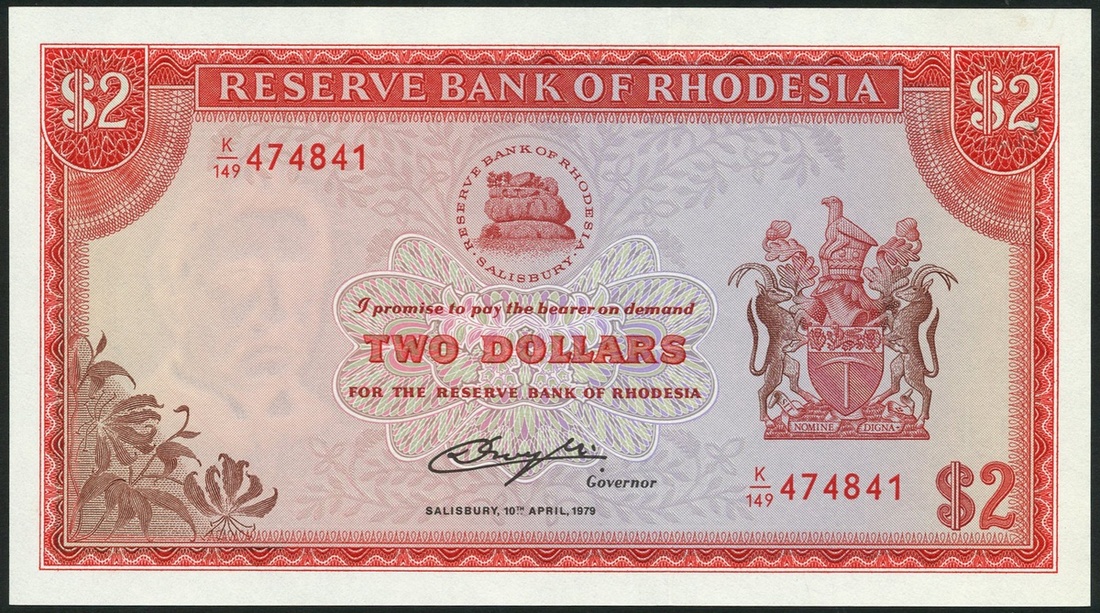 RESERVE BANK OF RHODESIA
$2
$2
K/149 474841
RESERVE BANK OF RHODESIA
· SALISBURY ·
I promise to pay the bearer on demand
TWO DOLLARS
FOR THE RESERVE BANK OF RHODESIA
NOMINE DIGNA
Governor
K/149 474841
$2
SALISBURY, 10TH APRIL, 1979